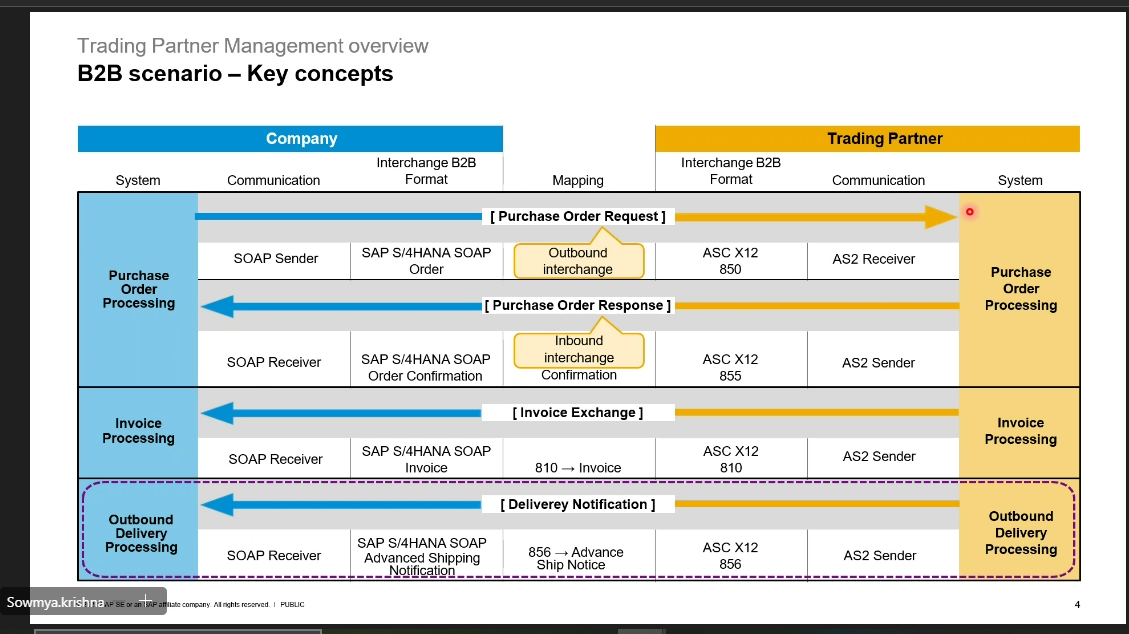 Trading Partner Management overview
B2B scenario – Key concepts
Company
Trading Partner
System
Communication
Interchange B2B
Format
Mapping
Interchange B2B
Format
Communication
System
[ Purchase Order Request ]
Purchase
Order
Processing
SOAP Sender
SAP S/4HANA SOAP
Order
Outbound
interchange
ASC X12
850
AS2 Receiver
Purchase
Order
Processing
[ Purchase Order Response ]
SOAP Receiver
SAP S/4HANA SOAP
Order Confirmation
Inbound
interchange
Confirmation
ASC X12
855
AS2 Sender
[ Invoice Exchange ]
Invoice
Processing
SOAP Receiver
SAP S/4HANA SOAP
Invoice
810 → Invoice
ASC X12
810
AS2 Sender
Invoice
Processing
[ Deliverey Notification ]
Outbound
Delivery
Processing
SOAP Receiver
SAP S/4HANA SOAP
Advanced Shipping
Notification
856 → Advance
Ship Notice
ASC X12
856
AS2 Sender
Outbound
Delivery
Processing
Sowmya.krishna
SAP SE or an SAP affiliate company. All rights reserved. | PUBLIC
4